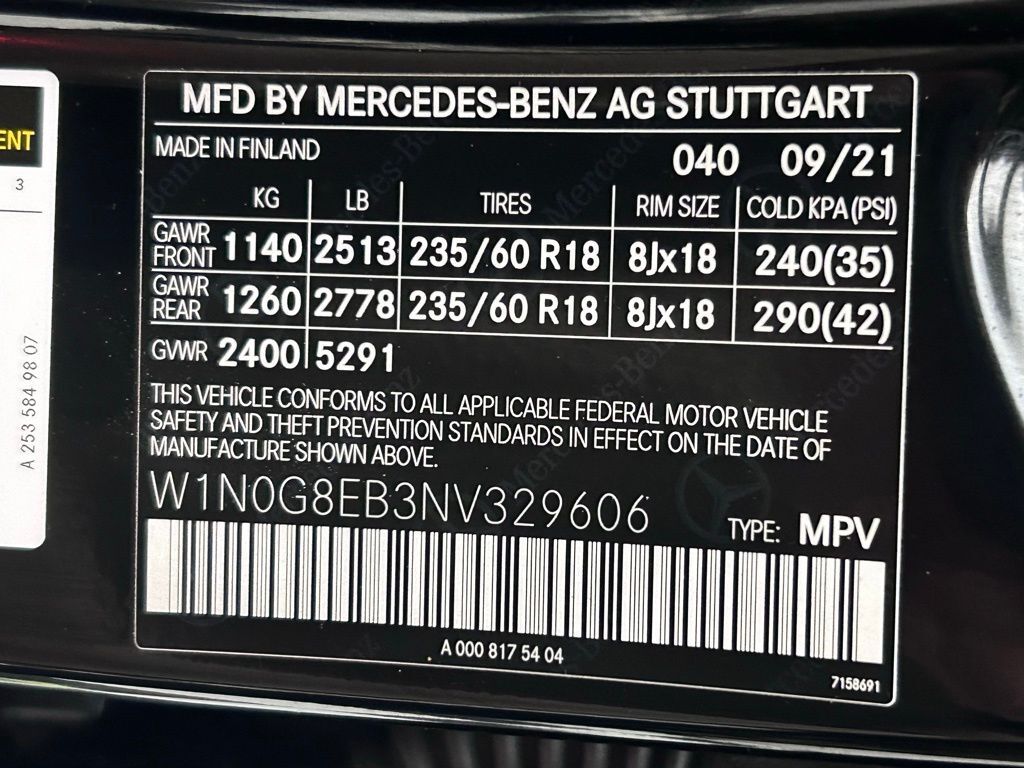 ENT
3
A 253 584 98 07
MFD BY MERCEDES-BENZ AG STUTTGART
MADE IN FINLAND 040 09/21
KG LB TIRES RIM SIZE COLD KPA(PSI)
GAWR FRONT 1140 2513 235/60 R18 8Jx18 240(35)
GAWR REAR 1260 2778 235/60 R18 8Jx18 290(42)
GVWR 2400 5291
THIS VEHICLE CONFORMS TO ALL APPLICABLE FEDERAL MOTOR VEHICLE
SAFETY AND THEFT PREVENTION STANDARDS IN EFFECT ON THE DATE OF
MANUFACTURE SHOWN ABOVE.
W1N0G8EB3NV329606 TYPE: MPV
A 000 817 54 04
7158691